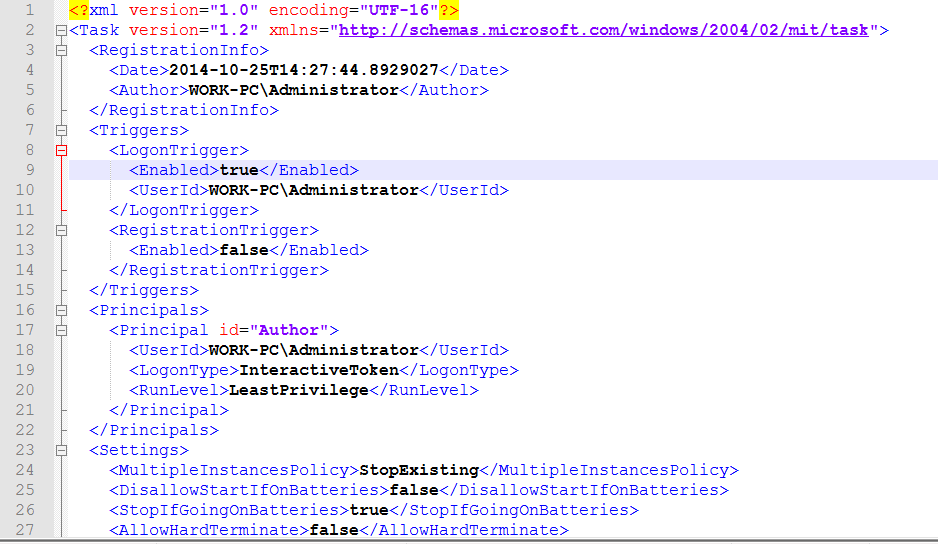 1 <?xml version="1.0" encoding="UTF-16"?>
2 <Task version="1.2" xmlns="http://schemas.microsoft.com/windows/2004/02/mit/task">
3 <RegistrationInfo>
4 <Date>2014-10-25T14:27:44.8929027</Date>
5 <Author>WORK-PC\Administrator</Author>
6 </RegistrationInfo>
7 <Triggers>
8 <LogonTrigger>
9 <Enabled>true</Enabled>
10 <UserId>WORK-PC\Administrator</UserId>
11 </LogonTrigger>
12 <RegistrationTrigger>
13 <Enabled>false</Enabled>
14 </RegistrationTrigger>
15 </Triggers>
16 <Principals>
17 <Principal id="Author">
18 <UserId>WORK-PC\Administrator</UserId>
19 <LogonType>InteractiveToken</LogonType>
20 <RunLevel>LeastPrivilege</RunLevel>
21 </Principal>
22 </Principals>
23 <Settings>
24 <MultipleInstancesPolicy>StopExisting</MultipleInstancesPolicy>
25 <DisallowStartIfOnBatteries>false</DisallowStartIfOnBatteries>
26 <StopIfGoingOnBatteries>true</StopIfGoingOnBatteries>
27 <AllowHardTerminate>false</AllowHardTerminate>